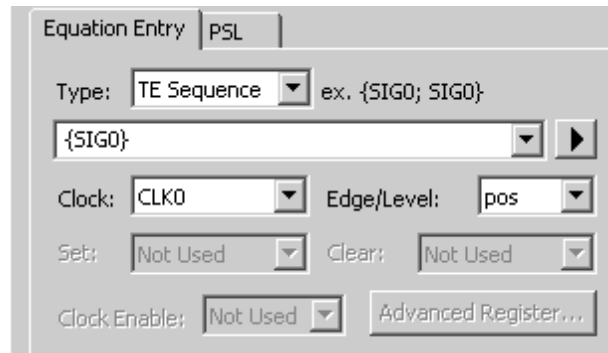 Equation Entry PSL
Type: TE Sequence ex. {SIG0; SIG0}
{SIG0}
Clock: CLK0 Edge/Level: pos
Set: Not Used Clear: Not Used
Clock Enable: Not Used Advanced Register...